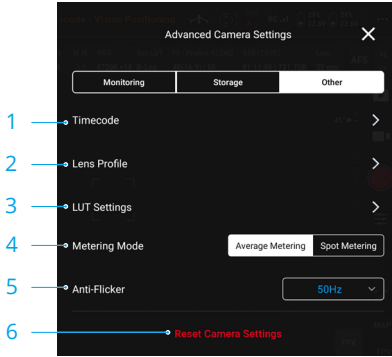 Advanced Camera Settings
Monitoring Storage Other
1 Timecode
2 Lens Profile
3 LUT Settings
4 Metering Mode Average Metering Spot Metering
5 Anti-Flicker 50Hz
6 Reset Camera Settings